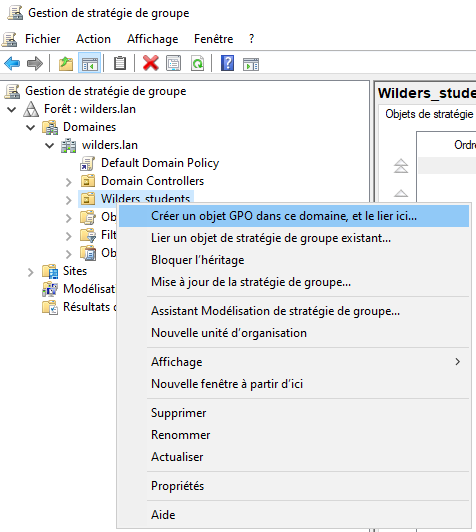 Gestion de stratégie de groupe
Fichier Action Affichage Fenêtre ?
Gestion de stratégie de groupe
Forêt : wilders.lan
Domaines
wilders.lan
Default Domain Policy
Domain Controllers
Wilders_students
Ob
Filt
Ob
Sites
Modélisat
Résultats d
Wilders_stude
Objets de stratégie
Ordre
Créer un objet GPO dans ce domaine, et le lier ici...
Lier un objet de stratégie de groupe existant...
Bloquer l'héritage
Mise à jour de la stratégie de groupe...
Assistant Modélisation de stratégie de groupe...
Nouvelle unité d'organisation
Affichage
Nouvelle fenêtre à partir d'ici
Supprimer
Renommer
Actualiser
Propriétés
Aide